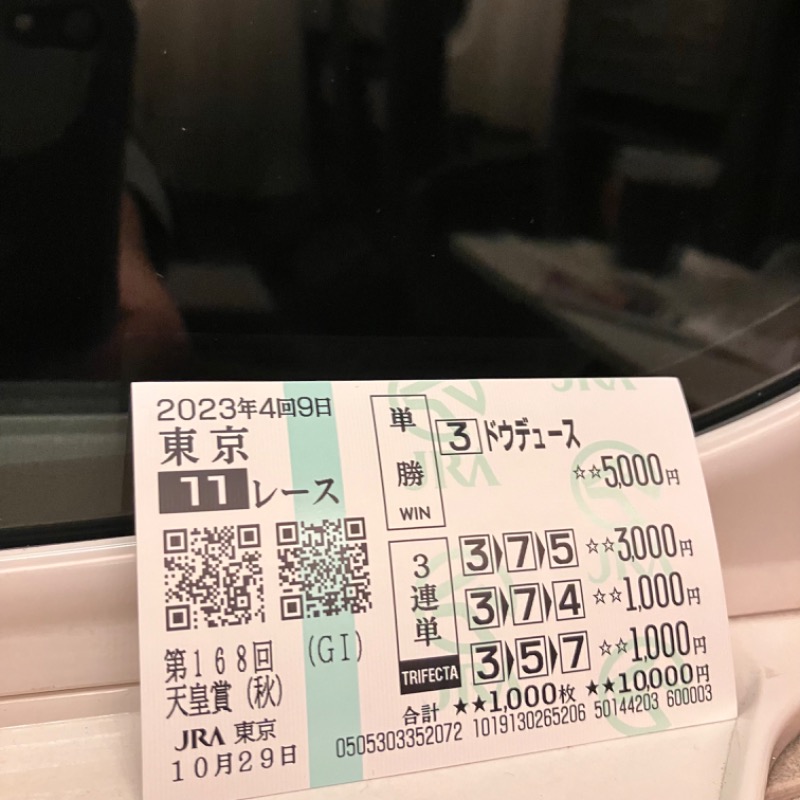 2023年4回9日
東京
11レース
第168回 (GI)
天皇賞(秋)
JRA 東京
10月29日
単勝
WIN
3 ドウデュース
☆☆5,000円
3連単
TRIFECTA
3▶7▶5 ☆☆3,000円
3▶7▶4 ☆☆1,000円
3▶5▶7 ☆☆1,000円
合計 ★★1,000枚 ★★10,000円
0505303352072 1019130265206 50144203 600003
JRA
JRA
JRA